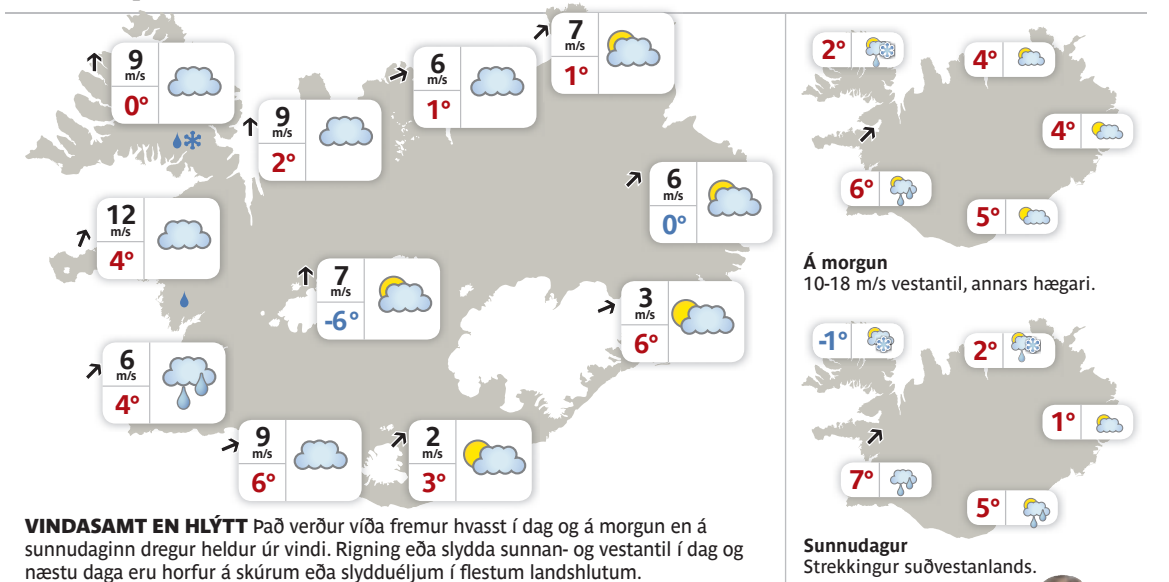 9
m/s
0°
9
m/s
2°
6
m/s
1°
7
m/s
1°
12
m/s
4°
6
m/s
0°
7
m/s
-6°
3
m/s
6°
6
m/s
4°
9
m/s
6°
2
m/s
3°
VINDASAMT EN HLÝTT Það verður víða fremur hvasst í dag og á morgun en á
sunnudaginn dregur heldur úr vindi. Rigning eða slydda sunnan- og vestantil í dag og
næstu daga eru horfur á skúrum eða slydduéljum í flestum landshlutum.
2°
4°
4°
6°
5°
Á morgun
10-18 m/s vestantil, annars hægari.
-1°
2°
1°
7°
5°
Sunnudagur
Strekkingur suðvestanlands.